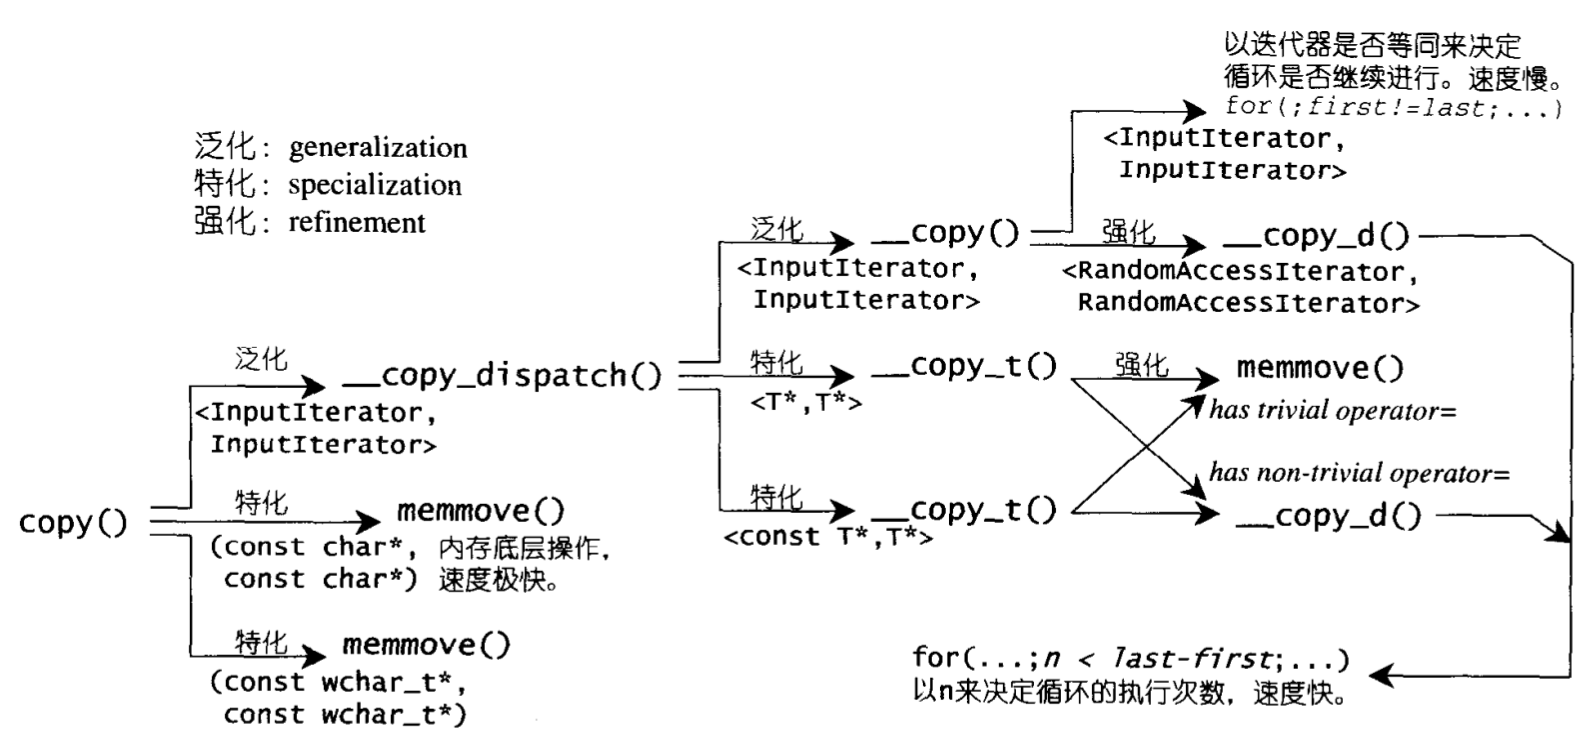 以迭代器是否等同来决定
循环是否继续进行。速度慢。
for(;first!=last;...)
<InputIterator,
InputIterator>
泛化：generalization
特化：specialization
强化：refinement
泛化
__copy()
<InputIterator,
InputIterator>
强化
__copy_d()
<RandomAccessIterator,
RandomAccessIterator>
泛化
__copy_dispatch()
<InputIterator,
InputIterator>
特化
__copy_t()
<T*,T*>
强化
memmove()
has trivial operator=
has non-trivial operator=
__copy_d()
特化
__copy_t()
<const T*,T*>
copy()
特化
memmove()
(const char*, 内存底层操作，
const char*) 速度极快。
特化
memmove()
(const wchar_t*,
const wchar_t*)
for(...;n < last-first;...)
以n来决定循环的执行次数，速度快。